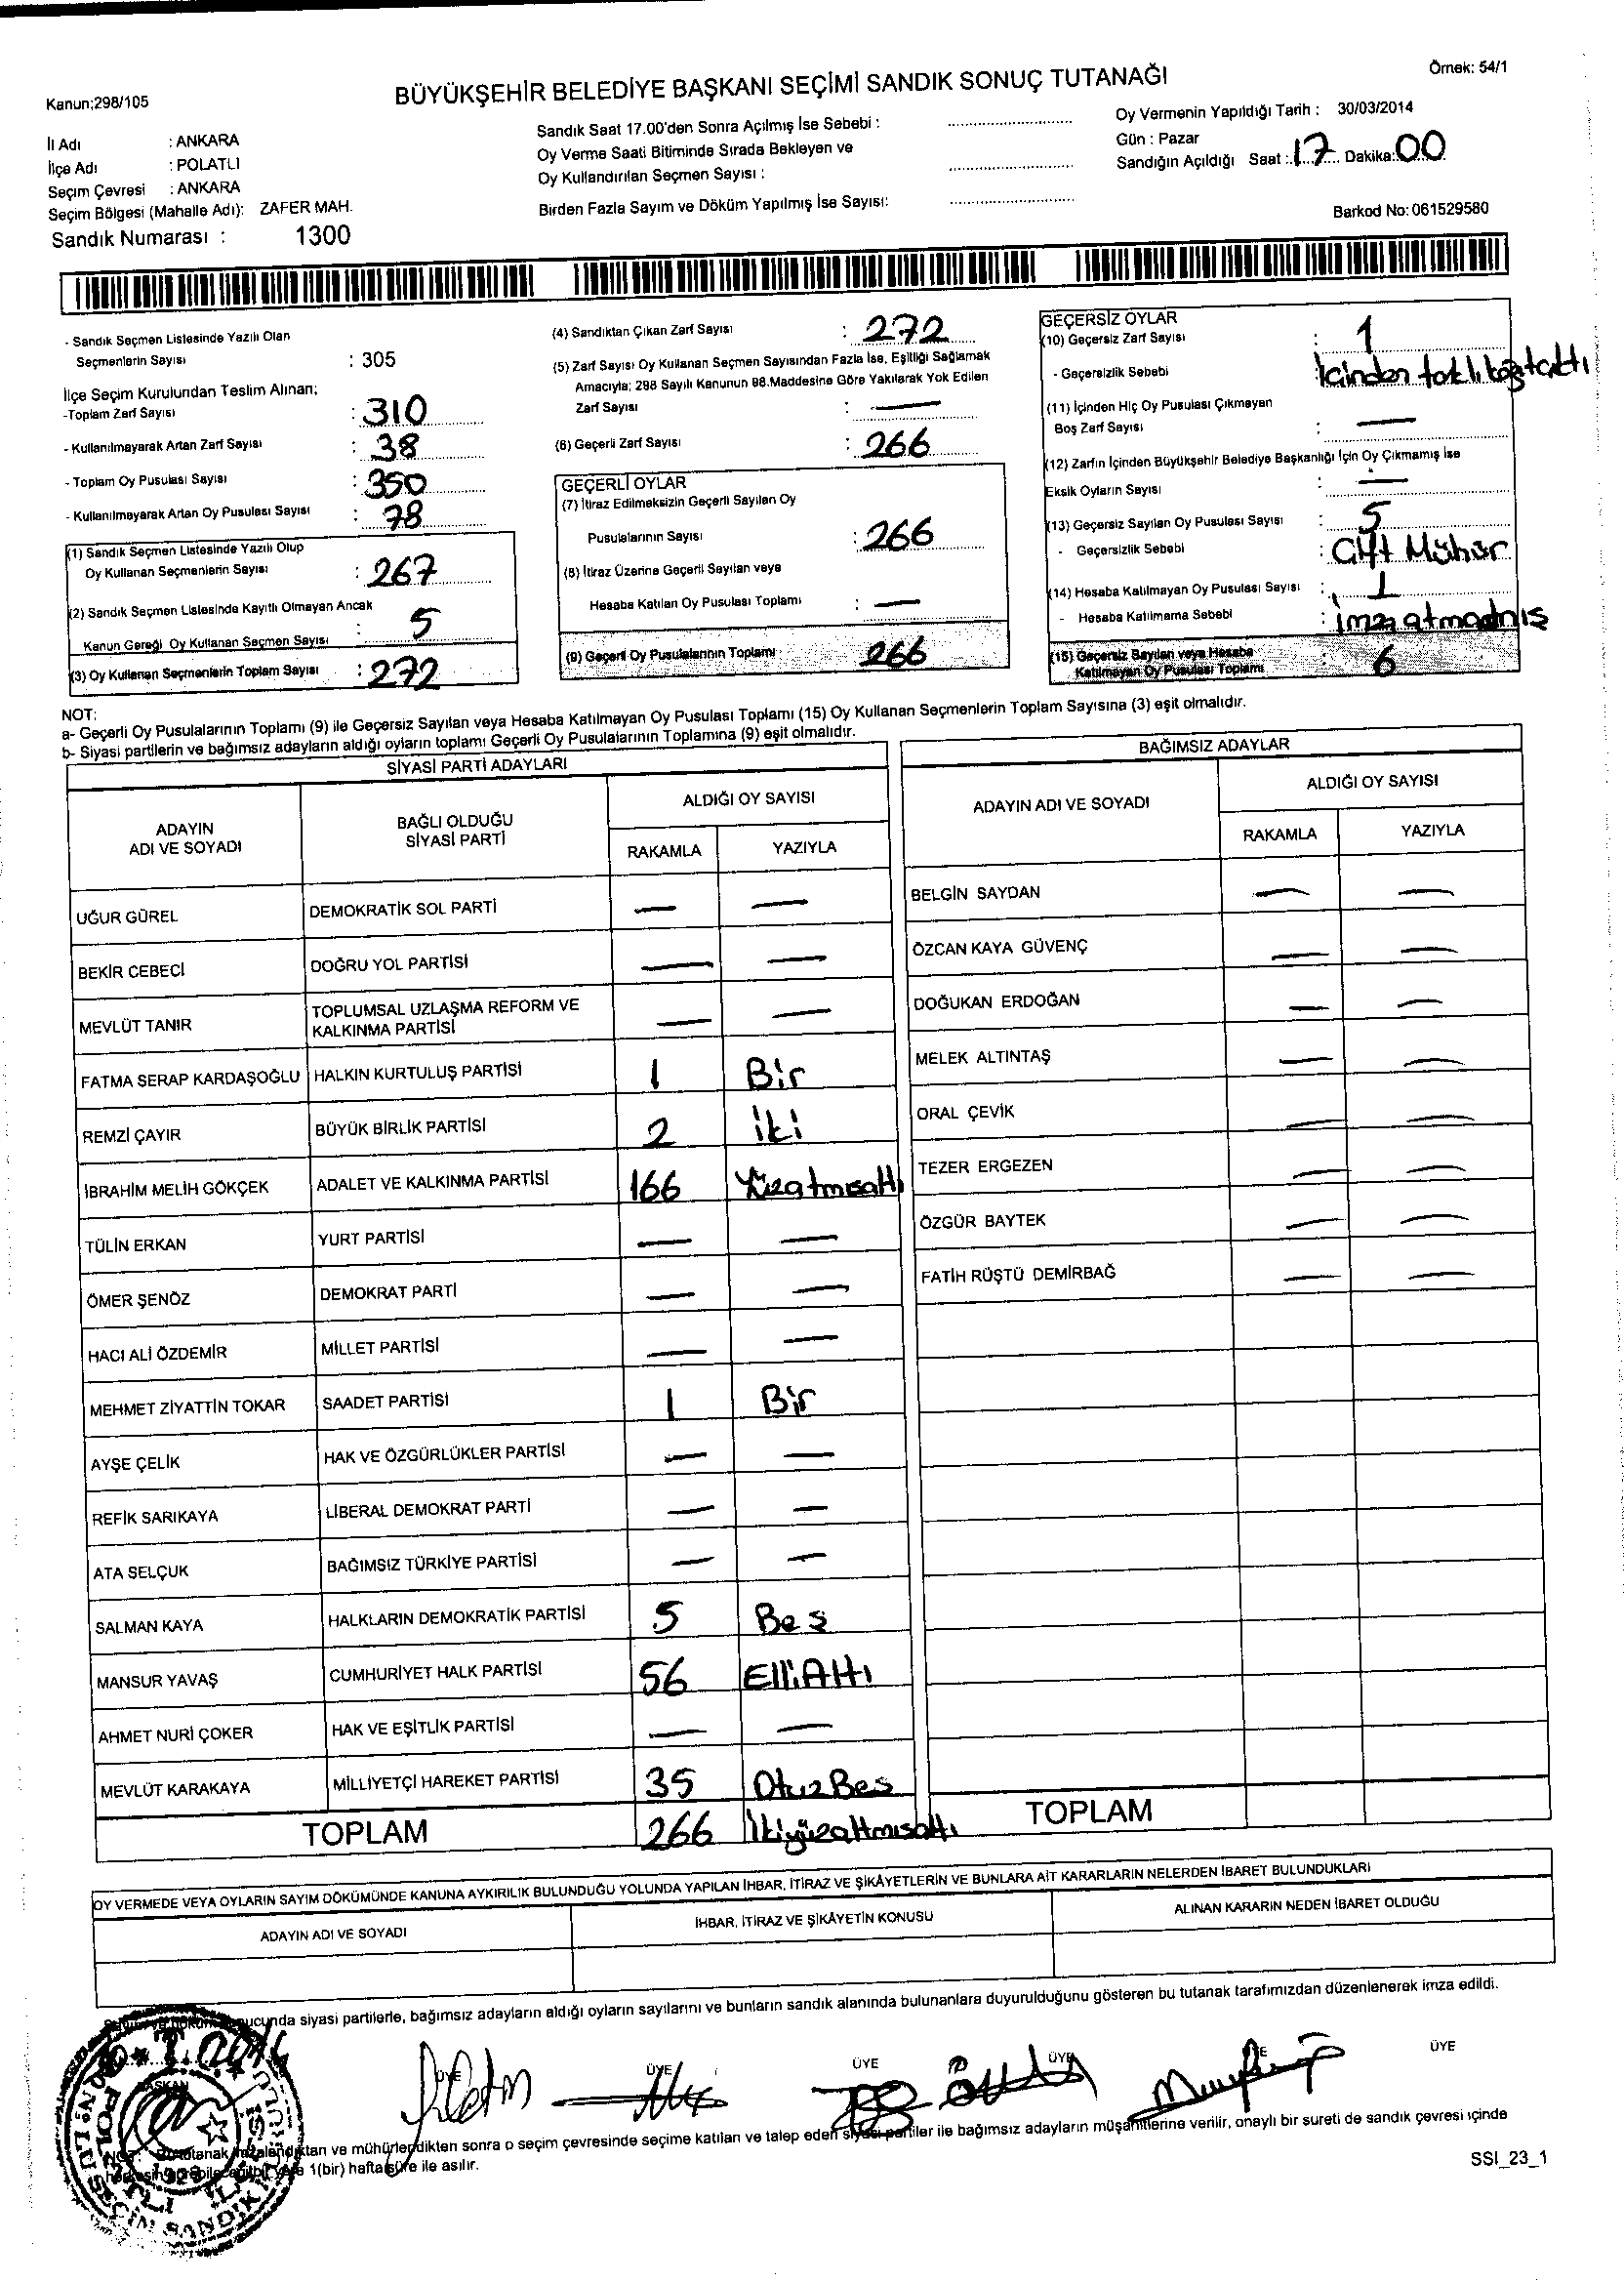 Örnek: 54/1
Kanun;298/105
BÜYÜKŞEHİR BELEDİYE BAŞKANI SEÇİMİ SANDIK SONUÇ TUTANAĞI
İl Adı : ANKARA
İlçe Adı : POLATLI
Seçim Çevresi : ANKARA
Seçim Bölgesi (Mahalle Adı): ZAFER MAH.
Sandık Numarası : 1300
Sandık Saat 17.00'den Sonra Açılmış İse Sebebi :
Oy Verme Saati Bitiminde Sırada Bekleyen ve
Oy Kullandırılan Seçmen Sayısı :
Birden Fazla Sayım ve Döküm Yapılmış İse Sayısı:
Oy Vermenin Yapıldığı Tarih : 30/03/2014
Gün : Pazar
Sandığın Açıldığı Saat : 17 Dakika: 00
Barkod No: 061529580
- Sandık Seçmen Listesinde Yazılı Olan
Seçmenlerin Sayısı : 305
İlçe Seçim Kurulundan Teslim Alınan;
-Toplam Zarf Sayısı : 310
- Kullanılmayarak Artan Zarf Sayısı : 38
- Toplam Oy Pusulası Sayısı : 350
- Kullanılmayarak Artan Oy Pusulası Sayısı : 78
(1) Sandık Seçmen Listesinde Yazılı Olup
Oy Kullanan Seçmenlerin Sayısı : 267
(2) Sandık Seçmen Listesinde Kayıtlı Olmayan Ancak
Kanun Gereği Oy Kullanan Seçmen Sayısı : 5
(3) Oy Kullanan Seçmenlerin Toplam Sayısı : 272
(4) Sandıktan Çıkan Zarf Sayısı : 272
(5) Zarf Sayısı Oy Kullanan Seçmen Sayısından Fazla İse, Eşitliği Sağlamak
Amacıyla; 298 Sayılı Kanunun 98.Maddesine Göre Yakılarak Yok Edilen
Zarf Sayısı : —
(6) Geçerli Zarf Sayısı : 266
GEÇERLİ OYLAR
(7) İtiraz Edilmeksizin Geçerli Sayılan Oy
Pusulalarının Sayısı : 266
(8) İtiraz Üzerine Geçerli Sayılan veya
Hesaba Katılan Oy Pusulası Toplamı : —
(9) Geçerli Oy Pusulalarının Toplamı 266
GEÇERSİZ OYLAR
(10) Geçersiz Zarf Sayısı : 1
- Geçersizlik Sebebi : İçinden
(11) İçinden Hiç Oy Pusulası Çıkmayan
Boş Zarf Sayısı : —
(12) Zarfın İçinden Büyükşehir Belediye Başkanlığı İçin Oy Çıkmamış İse
Eksik Oyların Sayısı : —
(13) Geçersiz Sayılan Oy Pusulası Sayısı : 5
- Geçersizlik Sebebi : Çift Mühür
(14) Hesaba Katılmayan Oy Pusulası Sayısı : 1
- Hesaba Katılmama Sebebi : imza atmadmış
(15) Geçersiz Sayılan veya Hesaba
Katılmayan Oy Pusulası Toplamı : 6
NOT:
a- Geçerli Oy Pusulalarının Toplamı (9) ile Geçersiz Sayılan veya Hesaba Katılmayan Oy Pusulası Toplamı (15) Oy Kullanan Seçmenlerin Toplam Sayısına (3) eşit olmalıdır.
b- Siyasi partilerin ve bağımsız adayların aldığı oyların toplamı Geçerli Oy Pusulalarının Toplamına (9) eşit olmalıdır.
SİYASİ PARTİ ADAYLARI
ADAYIN ADI VE SOYADI BAĞLI OLDUĞU SİYASİ PARTİ ALDIĞI OY SAYISI
RAKAMLA YAZIYLA
UĞUR GÜREL DEMOKRATİK SOL PARTİ — —
BEKİR CEBECİ DOĞRU YOL PARTİSİ — —
MEVLÜT TANIR TOPLUMSAL UZLAŞMA REFORM VE KALKINMA PARTİSİ — —
FATMA SERAP KARDAŞOĞLU HALKIN KURTULUŞ PARTİSİ 1 Bir
REMZİ ÇAYIR BÜYÜK BİRLİK PARTİSİ 2 iki
İBRAHİM MELİH GÖKÇEK ADALET VE KALKINMA PARTİSİ 166 Yüzatmışaltı
TÜLİN ERKAN YURT PARTİSİ — —
ÖMER ŞENÖZ DEMOKRAT PARTİ — —
HACI ALİ ÖZDEMİR MİLLET PARTİSİ — —
MEHMET ZİYATTİN TOKAR SAADET PARTİSİ 1 Bir
AYŞE ÇELİK HAK VE ÖZGÜRLÜKLER PARTİSİ — —
REFİK SARIKAYA LİBERAL DEMOKRAT PARTİ — —
ATA SELÇUK BAĞIMSIZ TÜRKİYE PARTİSİ — —
SALMAN KAYA HALKLARIN DEMOKRATİK PARTİSİ 5 Beş
MANSUR YAVAŞ CUMHURİYET HALK PARTİSİ 56 ElliAltı
AHMET NURİ ÇOKER HAK VE EŞİTLİK PARTİSİ — —
MEVLÜT KARAKAYA MİLLİYETÇİ HAREKET PARTİSİ 35 OtuzBeş
TOPLAM 266 İkiyüzaltmışaltı
BAĞIMSIZ ADAYLAR
ADAYIN ADI VE SOYADI ALDIĞI OY SAYISI
RAKAMLA YAZIYLA
BELGİN SAYDAN — —
ÖZCAN KAYA GÜVENÇ — —
DOĞUKAN ERDOĞAN — —
MELEK ALTINTAŞ — —
ORAL ÇEVİK — —
TEZER ERGEZEN — —
ÖZGÜR BAYTEK — —
FATİH RÜŞTÜ DEMİRBAĞ — —
TOPLAM
OY VERMEDE VEYA OYLARIN SAYIM DÖKÜMÜNDE KANUNA AYKIRILIK BULUNDUĞU YOLUNDA YAPILAN İHBAR, İTİRAZ VE ŞİKÂYETLERİN VE BUNLARA AİT KARARLARIN NELERDEN İBARET BULUNDUKLARI
ADAYIN ADI VE SOYADI İHBAR, İTİRAZ VE ŞİKÂYETİN KONUSU ALINAN KARARIN NEDEN İBARET OLDUĞU
siyasi partilerle, bağımsız adayların aldığı oyların sayılarını ve bunların sandık alanında bulunanlara duyurulduğunu gösteren bu tutanak tarafımızdan düzenlenerek imza edildi.
BAŞKAN ÜYE ÜYE ÜYE ÜYE
ve mühürlendikten sonra o seçim çevresinde seçime katılan ve talep eden siyasi partiler ile bağımsız adayların müşahitlerine verilir, onaylı bir sureti de sandık çevresi içinde
1(bir) hafta süre ile asılır.
SSI_23_1